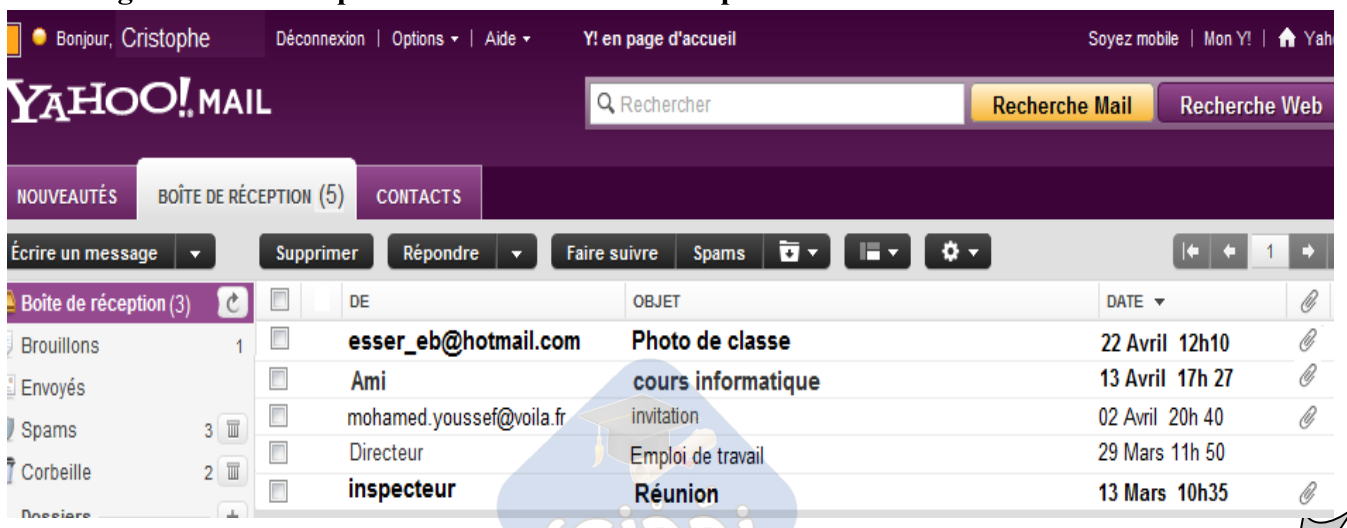 Bonjour, Cristophe Déconnexion | Options | Aide Y! en page d'accueil Soyez mobile | Mon Y! |
YAHOO! MAIL Rechercher Recherche Mail Recherche Web
NOUVEAUTÉS BOÎTE DE RÉCEPTION (5) CONTACTS
Écrire un message Supprimer Répondre Faire suivre Spams 1
Boîte de réception (3) DE OBJET DATE
Brouillons 1 esser_eb@hotmail.com Photo de classe 22 Avril 12h10
Envoyés Ami cours informatique 13 Avril 17h 27
mohamed.youssef@voila.fr invitation 02 Avril 20h 40
Spams 3 Directeur Emploi de travail 29 Mars 11h 50
Corbeille 2 inspecteur Réunion 13 Mars 10h35
Dossiers